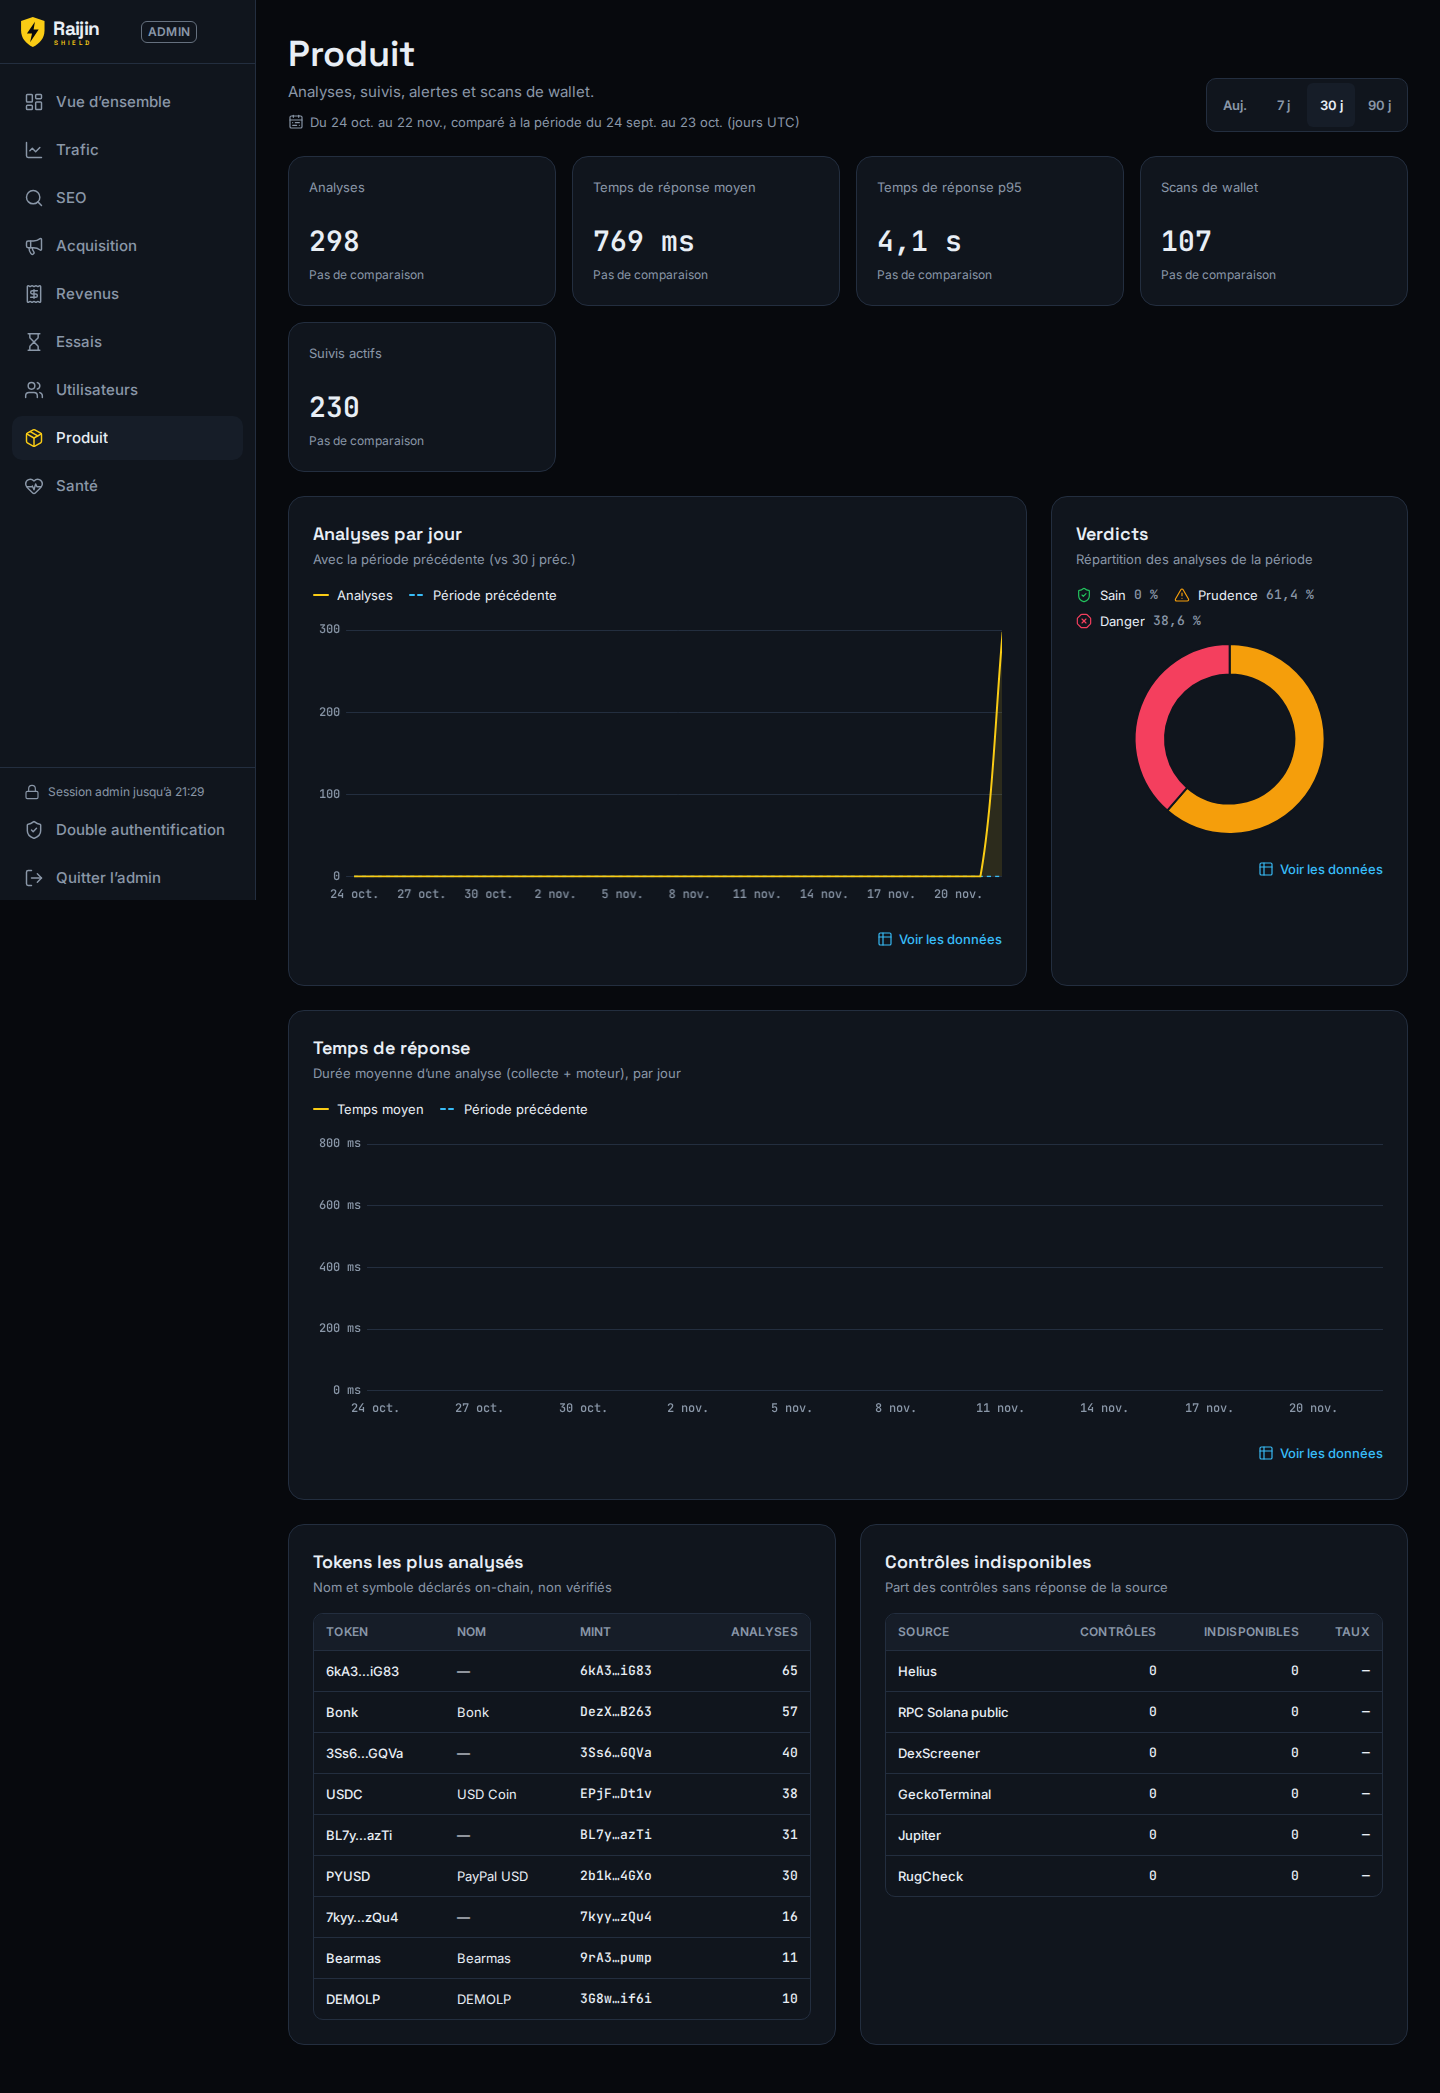 Raijin
SHIELD
ADMIN
Vue d’ensemble
Trafic
SEO
Acquisition
Revenus
Essais
Utilisateurs
Produit
Santé
Session admin jusqu’à 21:29
Double authentification
Quitter l’admin
Produit
Analyses, suivis, alertes et scans de wallet.
Du 24 oct. au 22 nov., comparé à la période du 24 sept. au 23 oct. (jours UTC)
Auj. 7 j 30 j 90 j
Analyses
298
Pas de comparaison
Temps de réponse moyen
769 ms
Pas de comparaison
Temps de réponse p95
4,1 s
Pas de comparaison
Scans de wallet
107
Pas de comparaison
Suivis actifs
230
Pas de comparaison
Analyses par jour
Avec la période précédente (vs 30 j préc.)
Analyses Période précédente
300
200
100
0
24 oct. 27 oct. 30 oct. 2 nov. 5 nov. 8 nov. 11 nov. 14 nov. 17 nov. 20 nov.
Voir les données
Verdicts
Répartition des analyses de la période
Sain 0 % Prudence 61,4 %
Danger 38,6 %
Voir les données
Temps de réponse
Durée moyenne d’une analyse (collecte + moteur), par jour
Temps moyen Période précédente
800 ms
600 ms
400 ms
200 ms
0 ms
24 oct. 27 oct. 30 oct. 2 nov. 5 nov. 8 nov. 11 nov. 14 nov. 17 nov. 20 nov.
Voir les données
Tokens les plus analysés
Nom et symbole déclarés on-chain, non vérifiés
TOKEN NOM MINT ANALYSES
6kA3…iG83 — 6kA3…iG83 65
Bonk Bonk DezX…B263 57
3Ss6…GQVa — 3Ss6…GQVa 40
USDC USD Coin EPjF…Dt1v 38
BL7y…azTi — BL7y…azTi 31
PYUSD PayPal USD 2b1k…4GXo 30
7kyy…zQu4 — 7kyy…zQu4 16
Bearmas Bearmas 9rA3…pump 11
DEMOLP DEMOLP 3G8w…if6i 10
Contrôles indisponibles
Part des contrôles sans réponse de la source
SOURCE CONTRÔLES INDISPONIBLES TAUX
Helius 0 0 —
RPC Solana public 0 0 —
DexScreener 0 0 —
GeckoTerminal 0 0 —
Jupiter 0 0 —
RugCheck 0 0 —